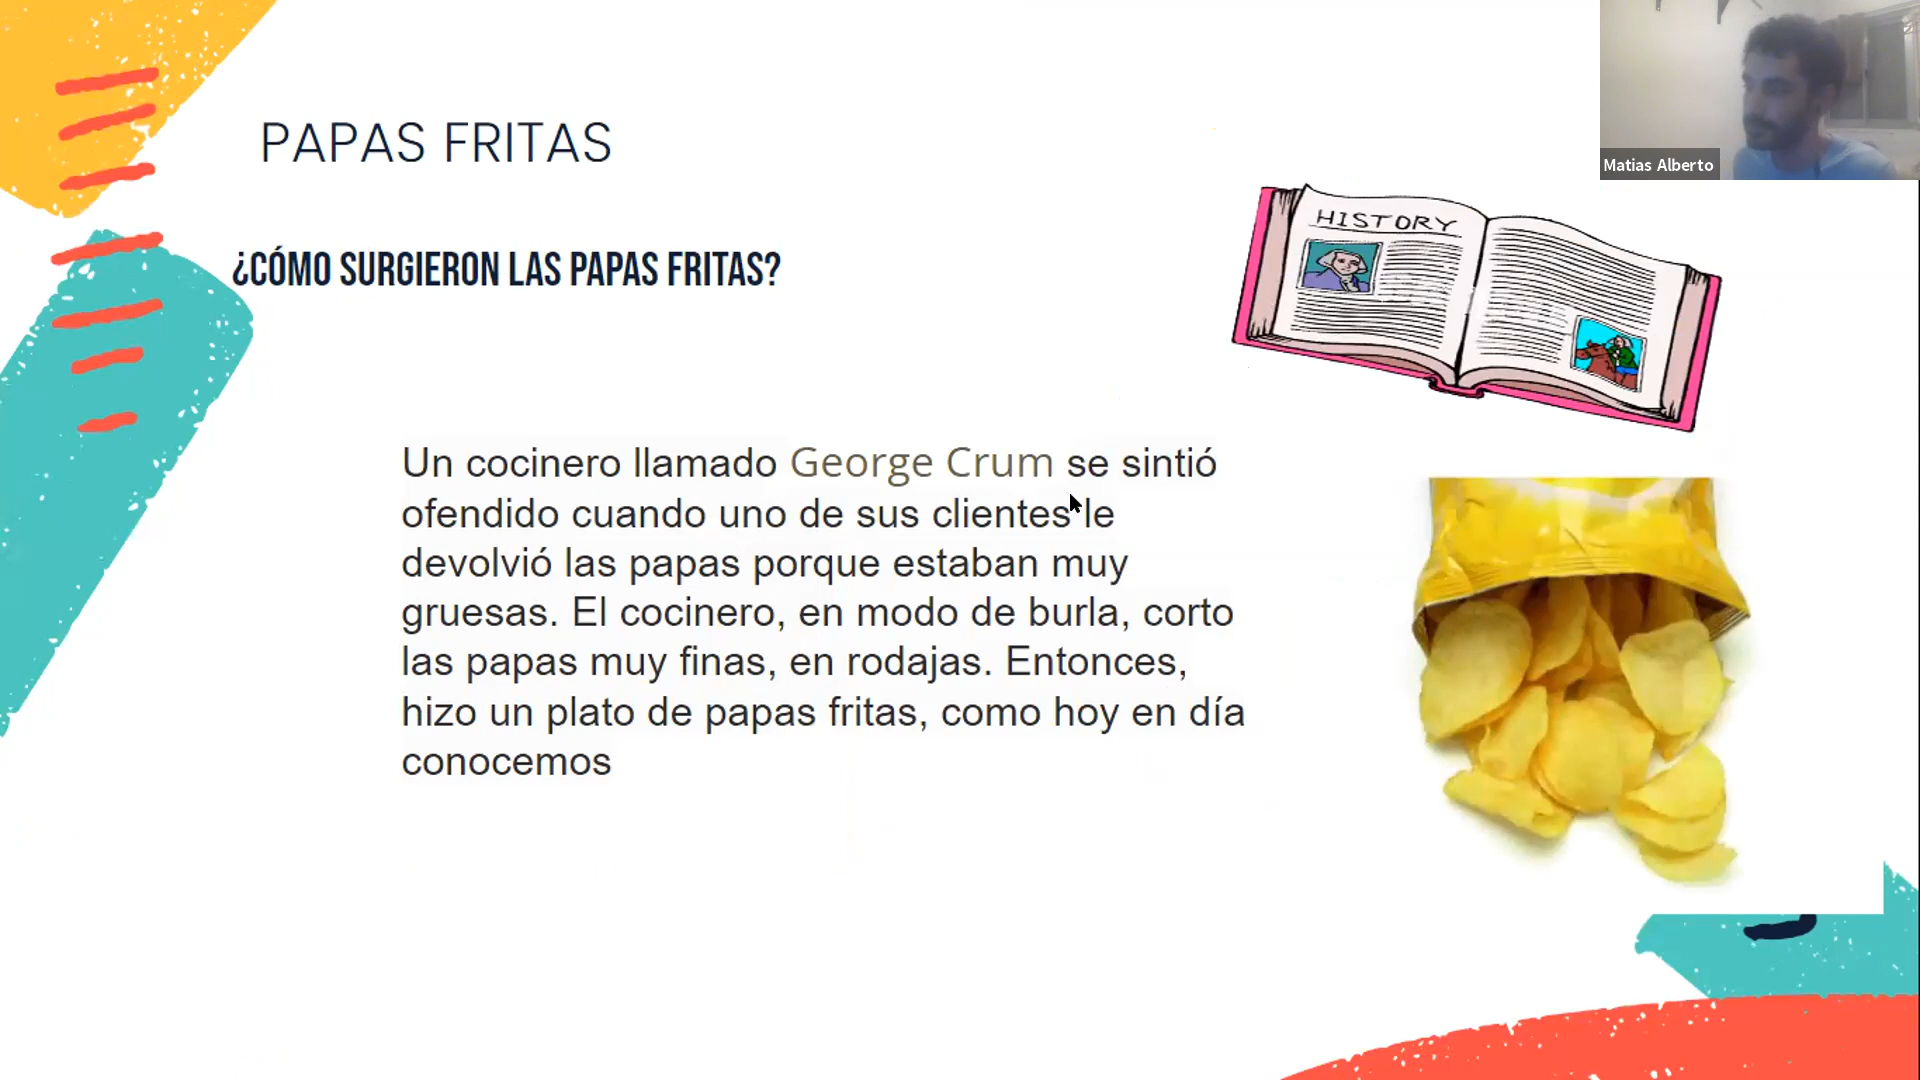 PAPAS FRITAS
Matias Alberto
HISTORY
¿CÓMO SURGIERON LAS PAPAS FRITAS?
Un cocinero llamado George Crum se sintió
ofendido cuando uno de sus clientes le
devolvió las papas porque estaban muy
gruesas. El cocinero, en modo de burla, corto
las papas muy finas, en rodajas. Entonces,
hizo un plato de papas fritas, como hoy en día
conocemos